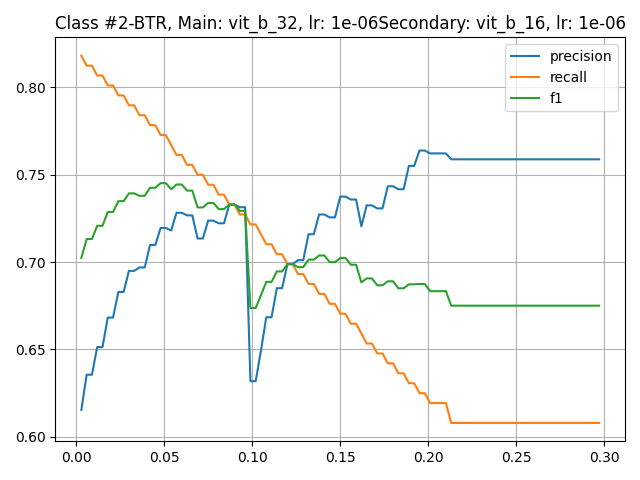 Class #2-BTR, Main: vit_b_32, lr: 1e-06Secondary: vit_b_16, lr: 1e-06
precision
recall
f1
0.80
0.75
0.70
0.65
0.60
0.00 0.05 0.10 0.15 0.20 0.25 0.30